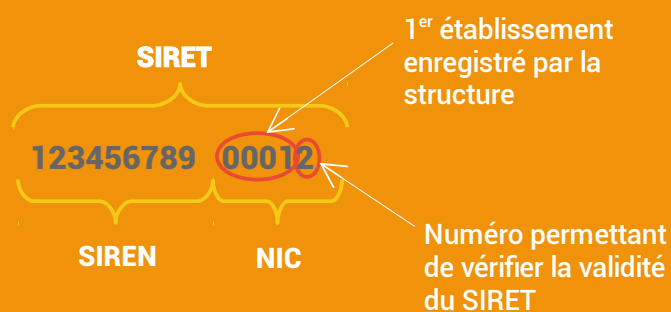 SIRET
1er établissement
enregistré par la
structure
123456789 00012
SIREN
NIC
Numéro permettant
de vérifier la validité
du SIRET